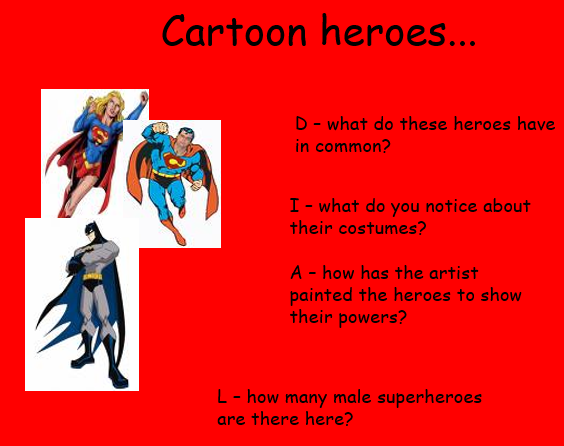 Cartoon heroes...
D – what do these heroes have
in common?
I – what do you notice about
their costumes?
A – how has the artist
painted the heroes to show
their powers?
L – how many male superheroes
are there here?